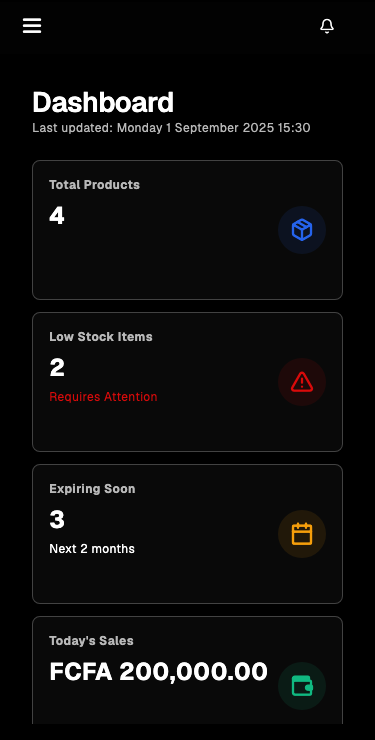 Dashboard
Last updated: Monday 1 September 2025 15:30
Total Products
4
Low Stock Items
2
Requires Attention
Expiring Soon
3
Next 2 months
Today's Sales
FCFA 200,000.00